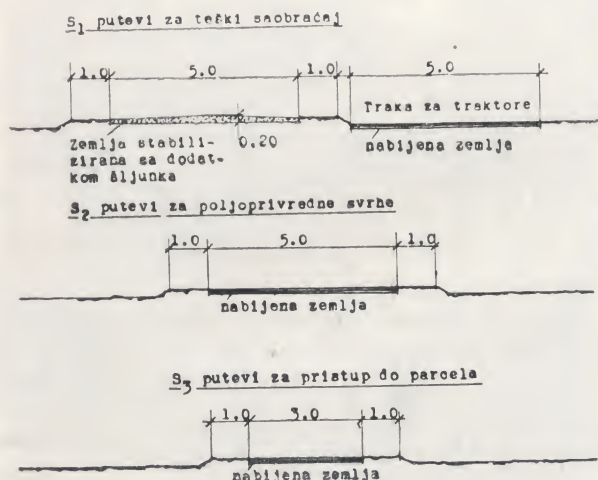 S1 putevi za teški saobraćaj
1.0 5.0 1.0 5.0
Traka za traktore
Zemlja stabili-
zirana sa dodat-
kom šljunka
0.20
nabijena zemlja
S2 putevi za poljoprivredne svrhe
1.0 5.0 1.0
nabijena zemlja
S3 putevi za pristup do parcela
1.0 3.0 1.0
nabijena zemlja